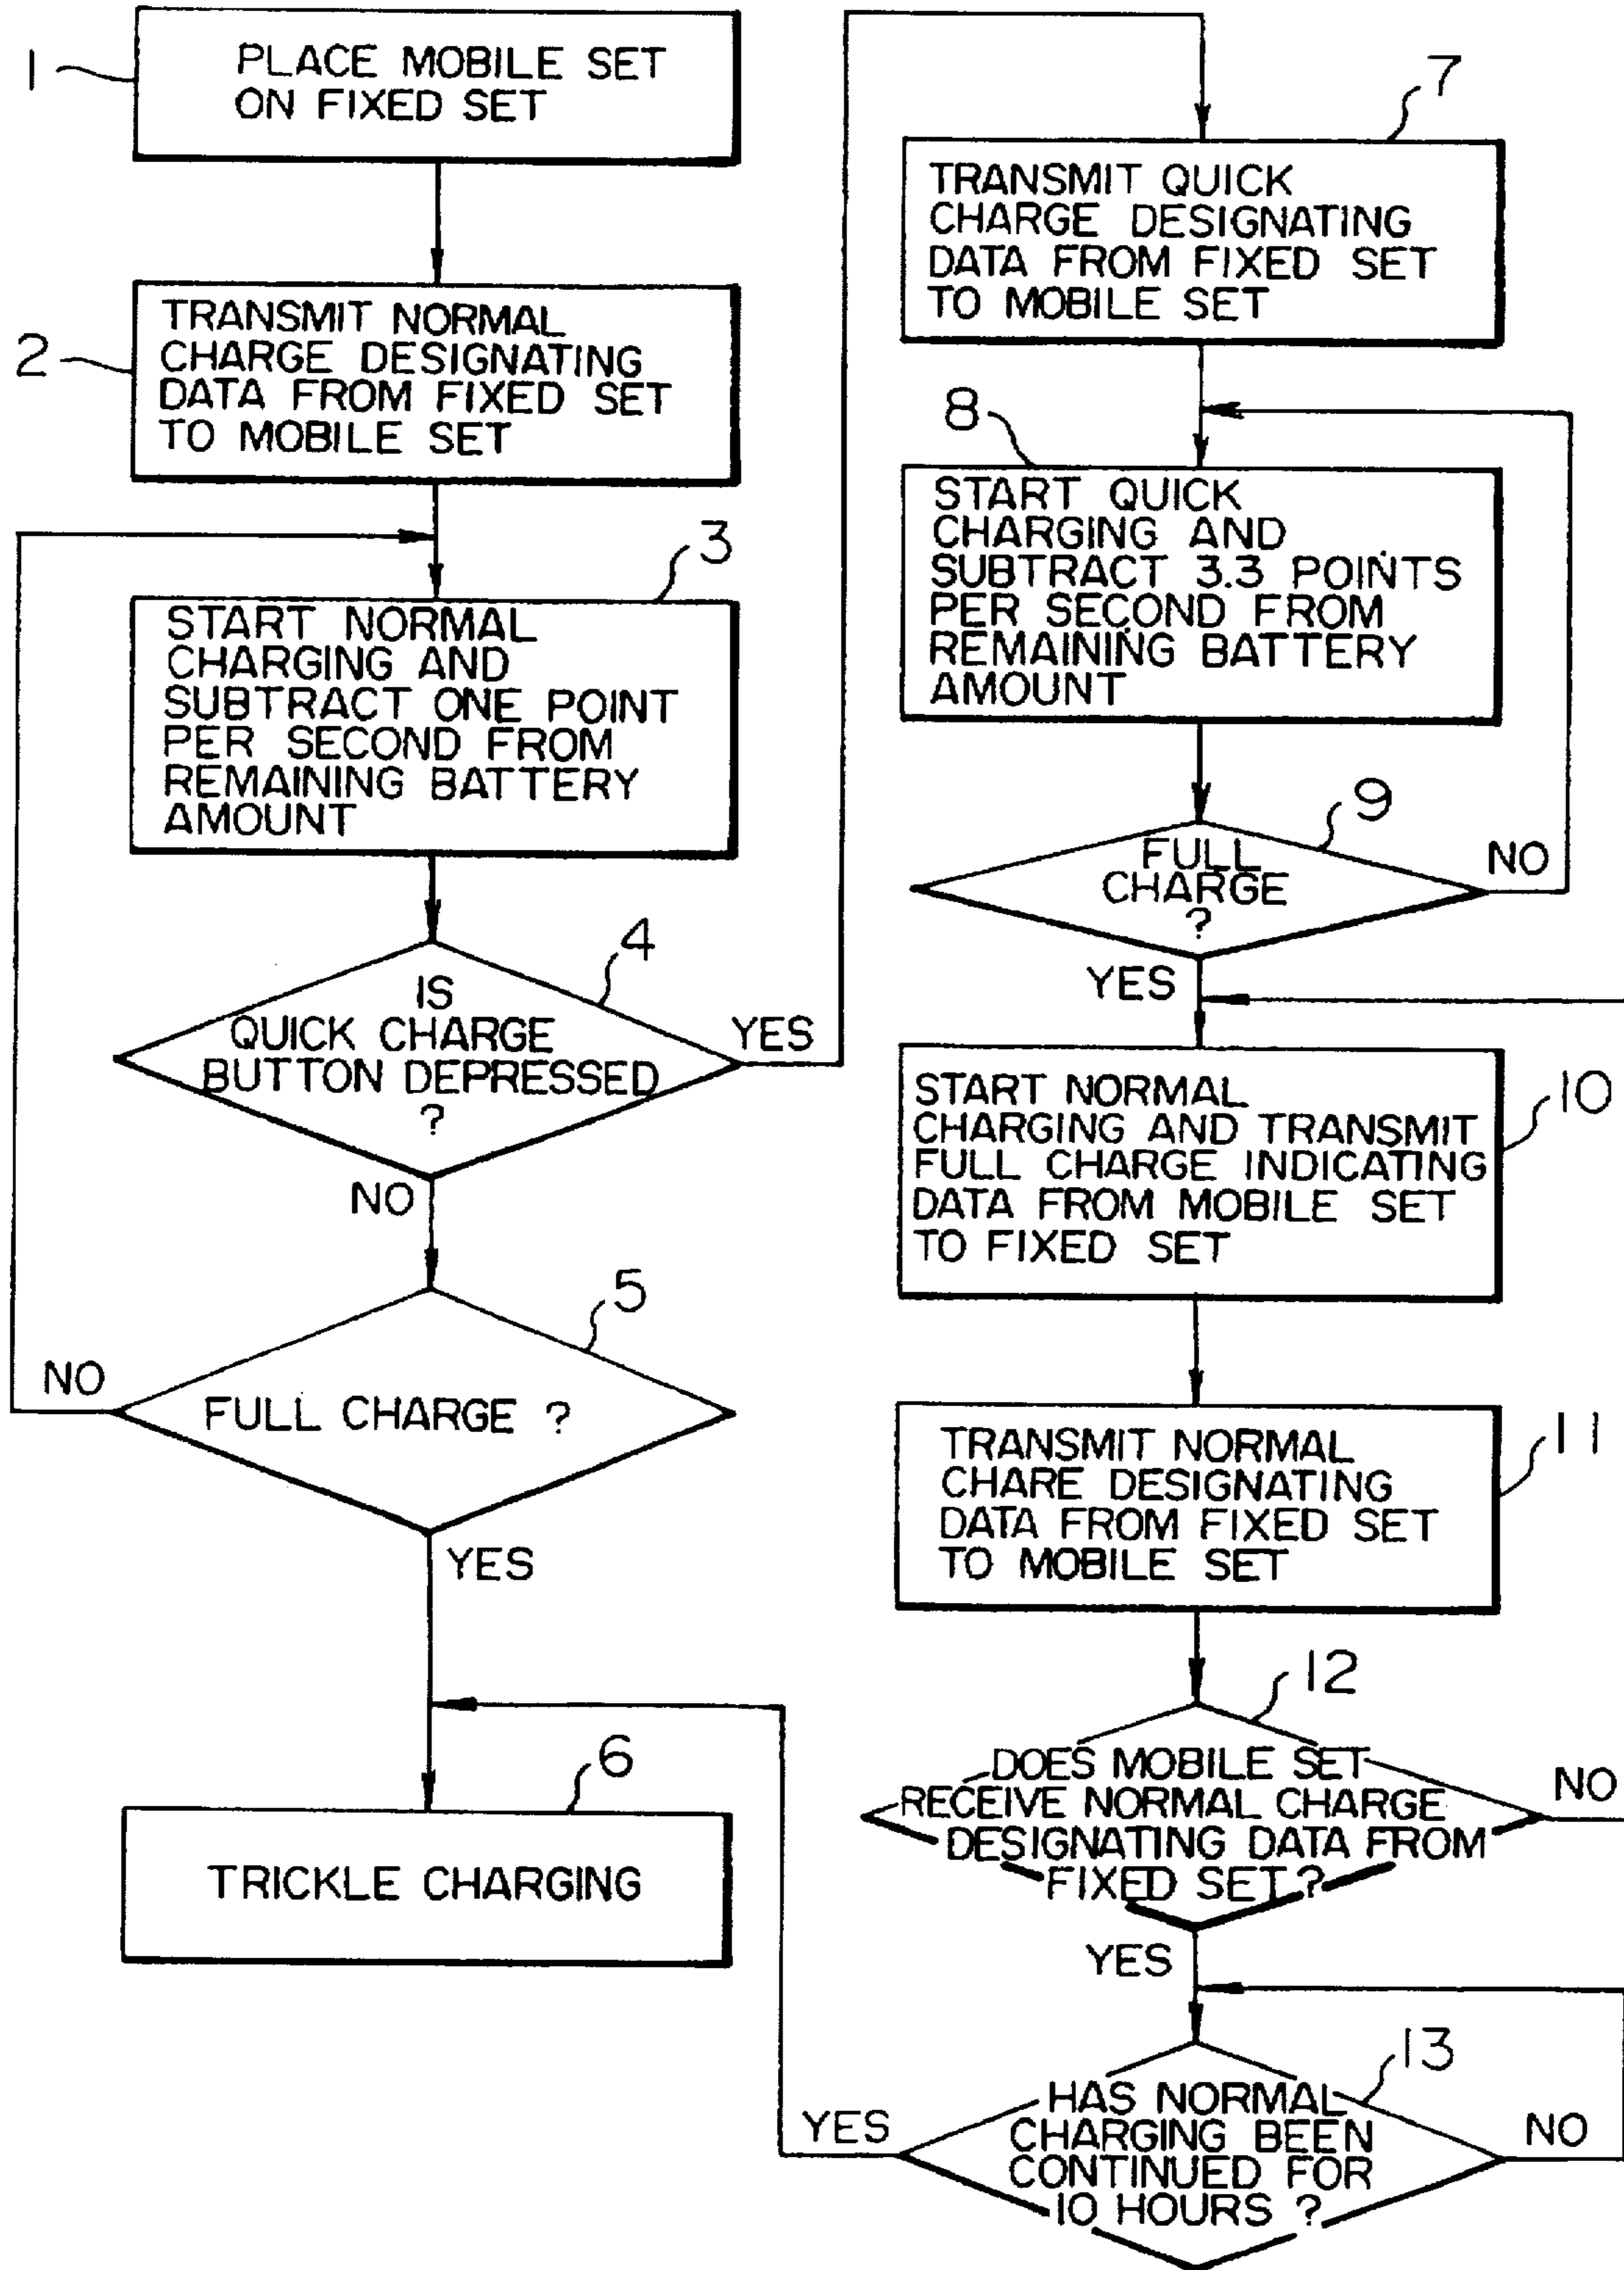 1
PLACE MOBILE SET
ON FIXED SET
2
TRANSMIT NORMAL
CHARGE DESIGNATING
DATA FROM FIXED SET
TO MOBILE SET
3
START NORMAL
CHARGING AND
SUBTRACT ONE POINT
PER SECOND FROM
REMAINING BATTERY
AMOUNT
4
IS
QUICK CHARGE
BUTTON DEPRESSED
?
YES
NO
5
FULL CHARGE ?
NO
YES
6
TRICKLE CHARGING
7
TRANSMIT QUICK
CHARGE DESIGNATING
DATA FROM FIXED SET
TO MOBILE SET
8
START QUICK
CHARGING AND
SUBTRACT 3.3 POINTS
PER SECOND FROM
REMAINING BATTERY
AMOUNT
9
FULL
CHARGE
?
NO
YES
10
START NORMAL
CHARGING AND TRANSMIT
FULL CHARGE INDICATING
DATA FROM MOBILE SET
TO FIXED SET
11
TRANSMIT NORMAL
CHARE DESIGNATING
DATA FROM FIXED SET
TO MOBILE SET
12
DOES MOBILE SET
RECEIVE NORMAL CHARGE
DESIGNATING DATA FROM
FIXED SET ?
NO
YES
13
HAS NORMAL
CHARGING BEEN
CONTINUED FOR
10 HOURS ?
YES
NO